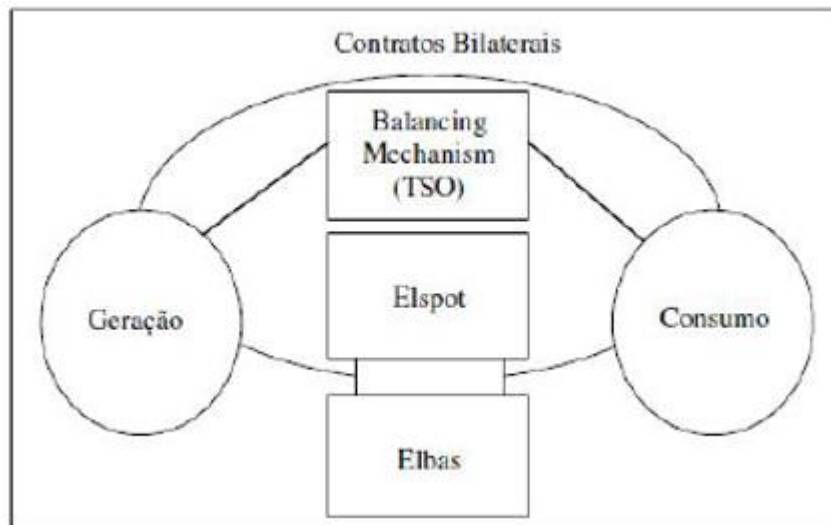 Contratos Bilaterais
Balancing
Mechanism
(TSO)
Elspot
Geração
Consumo
Elbas